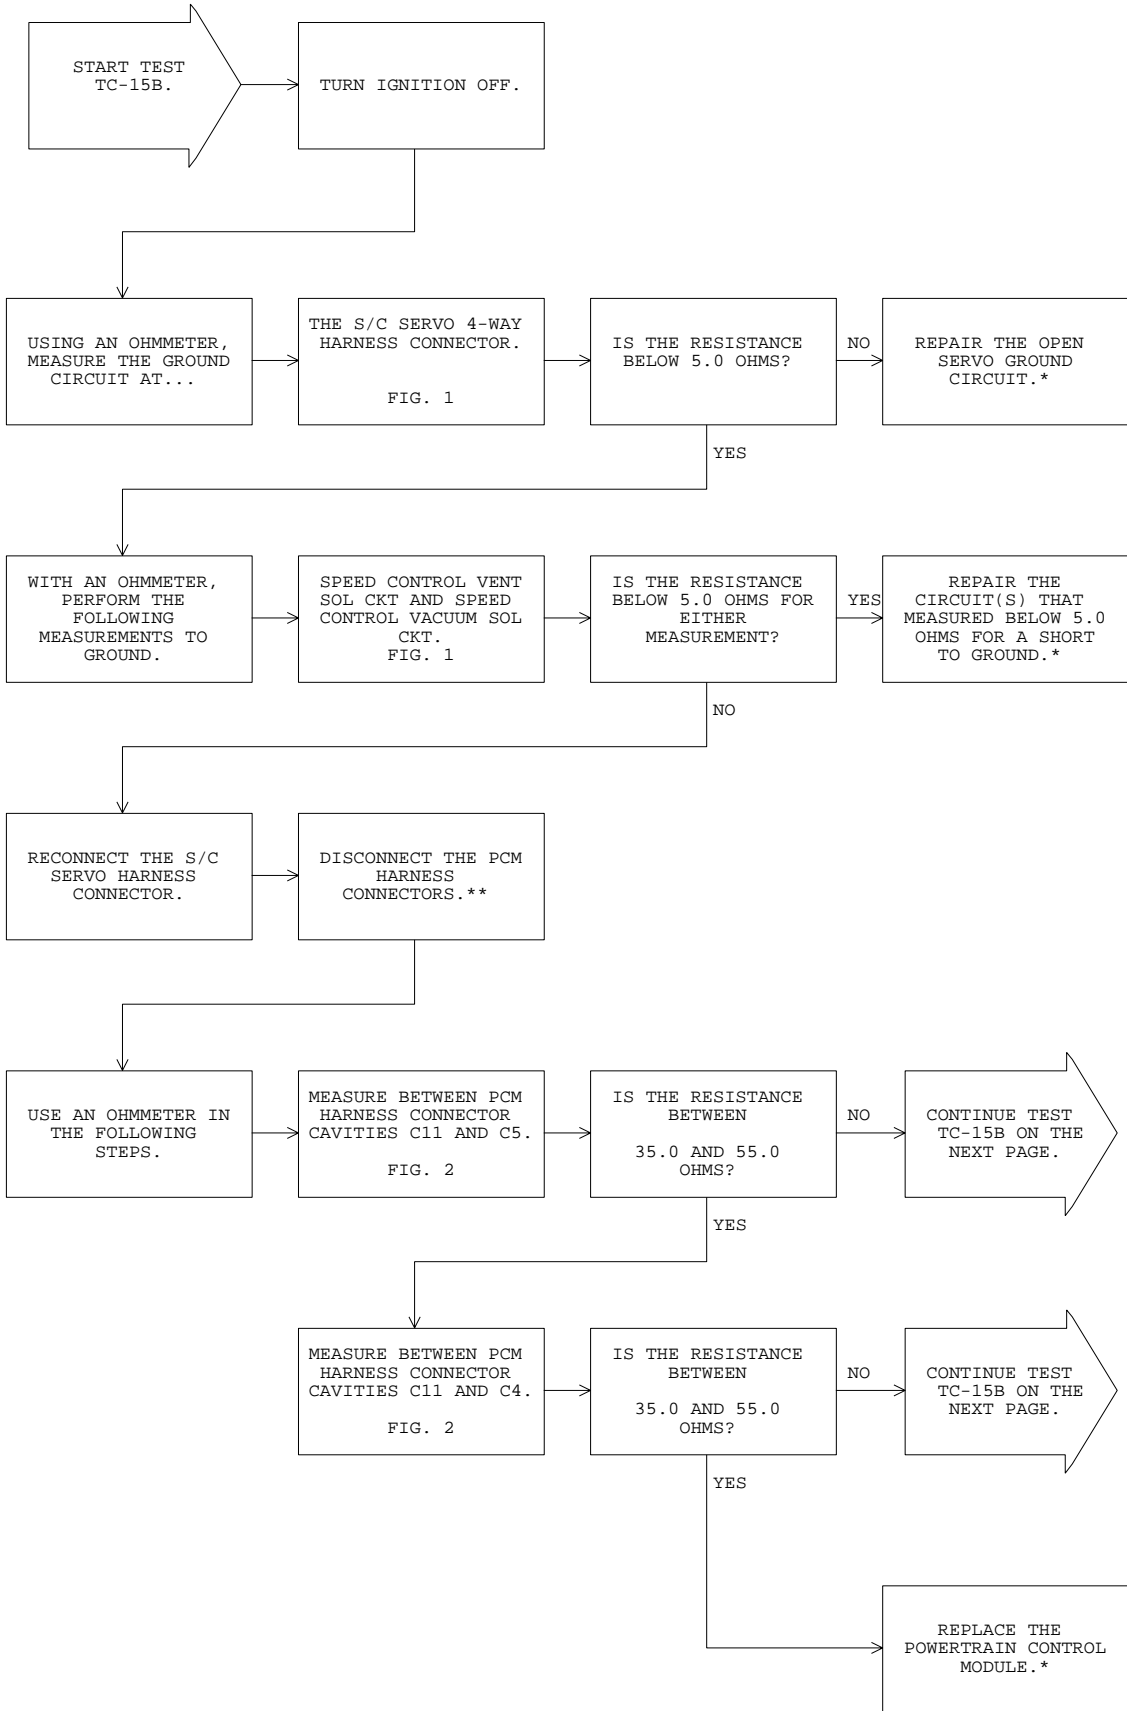 START TEST
TC-15B.
TURN IGNITION OFF.
USING AN OHMMETER,
MEASURE THE GROUND
CIRCUIT AT...
THE S/C SERVO 4-WAY
HARNESS CONNECTOR.
FIG. 1
IS THE RESISTANCE
BELOW 5.0 OHMS?
NO
REPAIR THE OPEN
SERVO GROUND
CIRCUIT.*
YES
WITH AN OHMMETER,
PERFORM THE
FOLLOWING
MEASUREMENTS TO
GROUND.
SPEED CONTROL VENT
SOL CKT AND SPEED
CONTROL VACUUM SOL
CKT.
FIG. 1
IS THE RESISTANCE
BELOW 5.0 OHMS FOR
EITHER
MEASUREMENT?
YES
REPAIR THE
CIRCUIT(S) THAT
MEASURED BELOW 5.0
OHMS FOR A SHORT
TO GROUND.*
NO
RECONNECT THE S/C
SERVO HARNESS
CONNECTOR.
DISCONNECT THE PCM
HARNESS
CONNECTORS.**
USE AN OHMMETER IN
THE FOLLOWING
STEPS.
MEASURE BETWEEN PCM
HARNESS CONNECTOR
CAVITIES C11 AND C5.
FIG. 2
IS THE RESISTANCE
BETWEEN
35.0 AND 55.0
OHMS?
NO
CONTINUE TEST
TC-15B ON THE
NEXT PAGE.
YES
MEASURE BETWEEN PCM
HARNESS CONNECTOR
CAVITIES C11 AND C4.
FIG. 2
IS THE RESISTANCE
BETWEEN
35.0 AND 55.0
OHMS?
NO
CONTINUE TEST
TC-15B ON THE
NEXT PAGE.
YES
REPLACE THE
POWERTRAIN CONTROL
MODULE.*